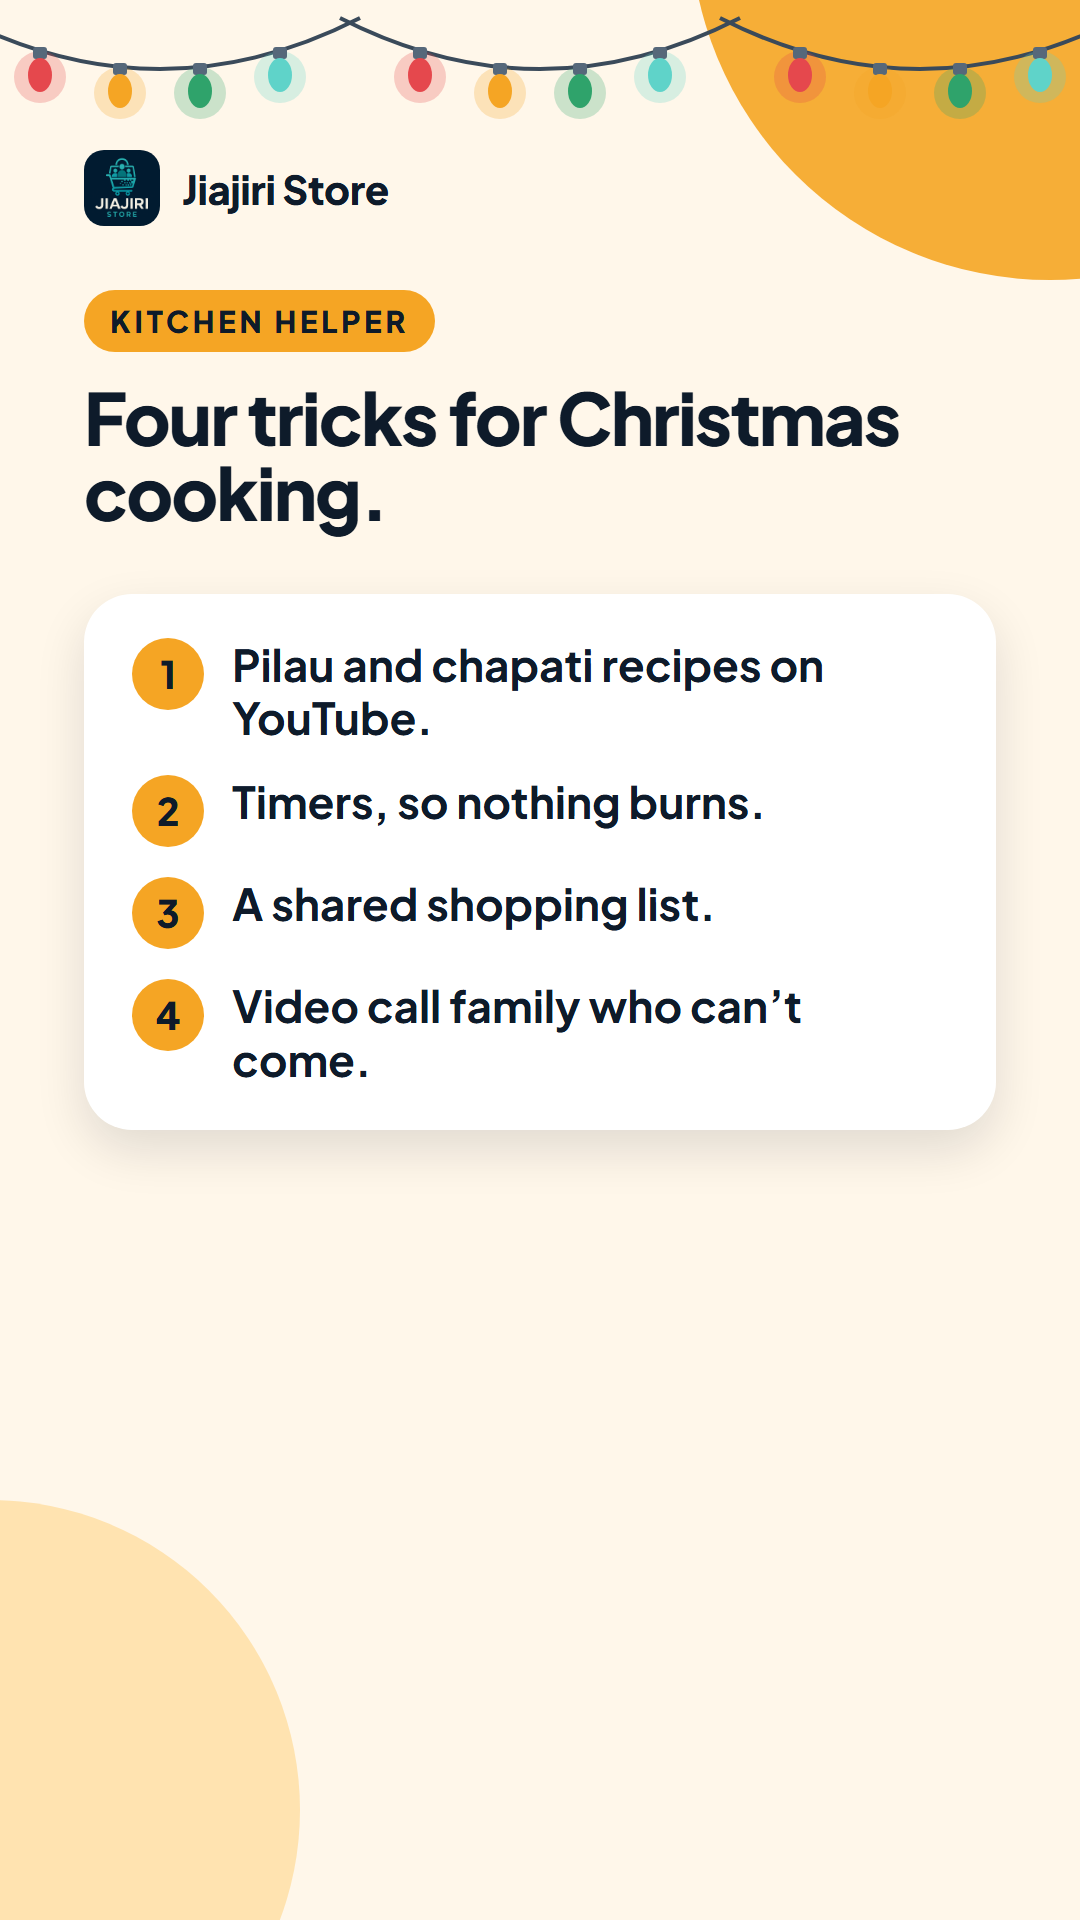 JIAJIRI
STORE
Jiajiri Store
KITCHEN HELPER
Four tricks for Christmas
cooking.
1 Pilau and chapati recipes on
YouTube.
2 Timers, so nothing burns.
3 A shared shopping list.
4 Video call family who can’t
come.